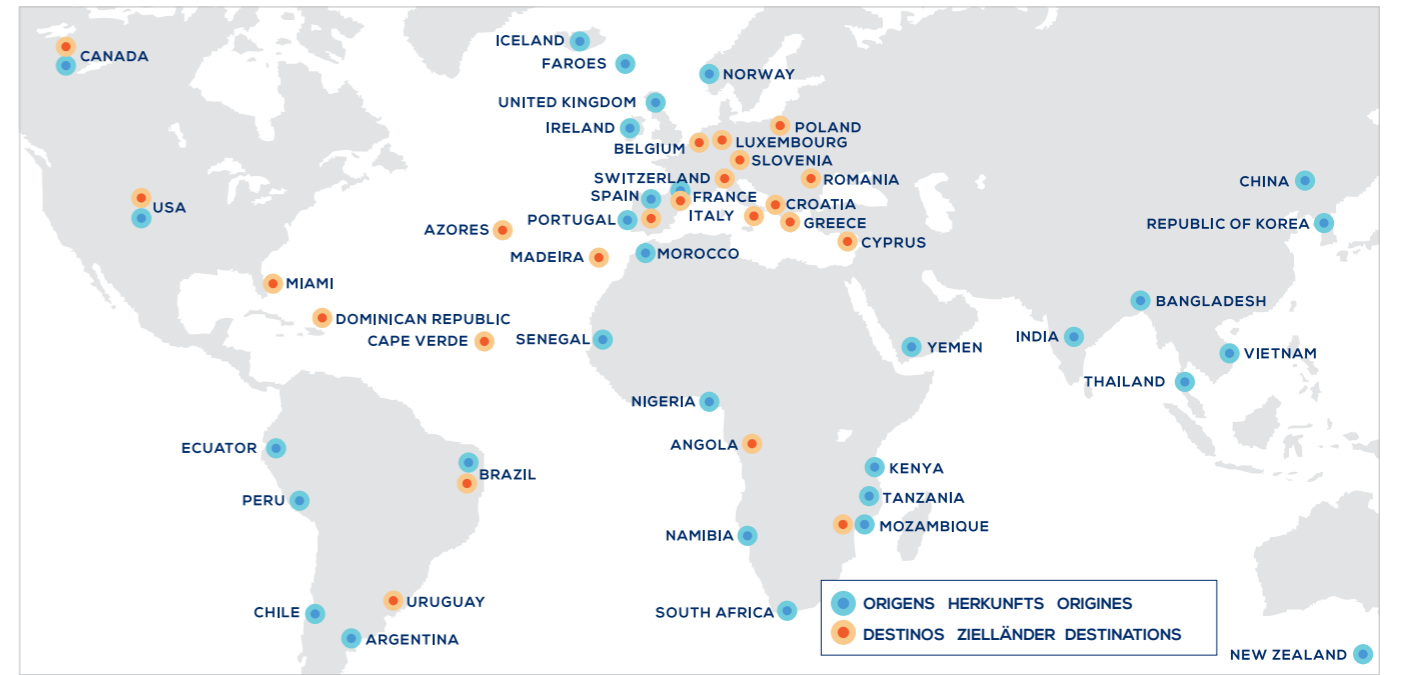 ICELAND
CANADA
FAROES
NORWAY
UNITED KINGDOM
IRELAND
POLAND
LUXEMBOURG
BELGIUM
SLOVENIA
SWITZERLAND
ROMANIA
CHINA
SPAIN
FRANCE
CROATIA
USA
ITALY
PORTUGAL
GREECE
REPUBLIC OF KOREA
AZORES
CYPRUS
MADEIRA
MOROCCO
MIAMI
BANGLADESH
DOMINICAN REPUBLIC
CAPE VERDE
SENEGAL
YEMEN
INDIA
VIETNAM
THAILAND
NIGERIA
ECUATOR
ANGOLA
KENYA
BRAZIL
PERU
TANZANIA
MOZAMBIQUE
NAMIBIA
URUGUAY
CHILE
SOUTH AFRICA
ARGENTINA
ORIGENS HERKUNFTS ORIGINES
DESTINOS ZIELLÄNDER DESTINATIONS
NEW ZEALAND